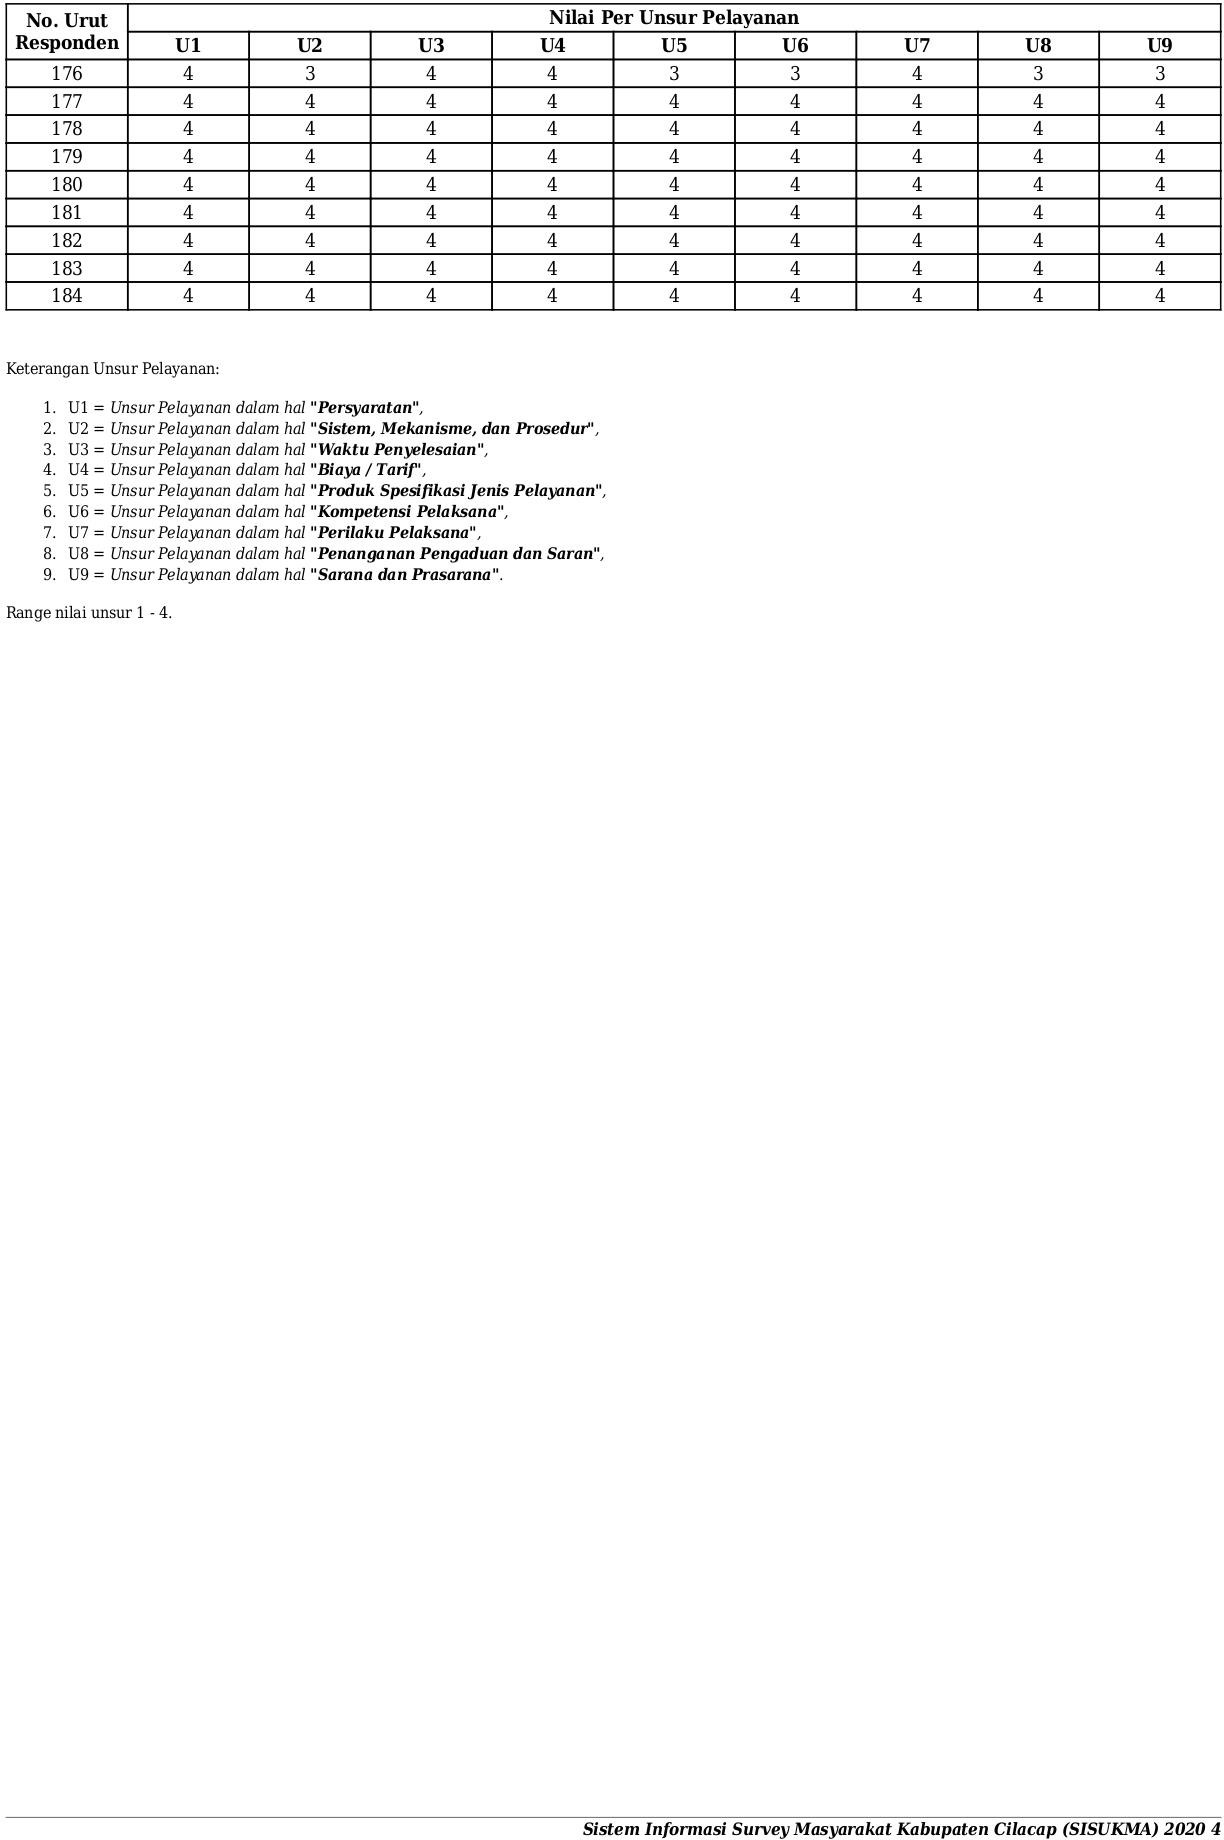 No. Urut Responden Nilai Per Unsur Pelayanan
U1 U2 U3 U4 U5 U6 U7 U8 U9
176 4 3 4 4 3 3 4 3 3
177 4 4 4 4 4 4 4 4 4
178 4 4 4 4 4 4 4 4 4
179 4 4 4 4 4 4 4 4 4
180 4 4 4 4 4 4 4 4 4
181 4 4 4 4 4 4 4 4 4
182 4 4 4 4 4 4 4 4 4
183 4 4 4 4 4 4 4 4 4
184 4 4 4 4 4 4 4 4 4
Keterangan Unsur Pelayanan:
1. U1 = Unsur Pelayanan dalam hal "Persyaratan",
2. U2 = Unsur Pelayanan dalam hal "Sistem, Mekanisme, dan Prosedur",
3. U3 = Unsur Pelayanan dalam hal "Waktu Penyelesaian",
4. U4 = Unsur Pelayanan dalam hal "Biaya / Tarif",
5. U5 = Unsur Pelayanan dalam hal "Produk Spesifikasi Jenis Pelayanan",
6. U6 = Unsur Pelayanan dalam hal "Kompetensi Pelaksana",
7. U7 = Unsur Pelayanan dalam hal "Perilaku Pelaksana",
8. U8 = Unsur Pelayanan dalam hal "Penanganan Pengaduan dan Saran",
9. U9 = Unsur Pelayanan dalam hal "Sarana dan Prasarana".
Range nilai unsur 1 - 4.
Sistem Informasi Survey Masyarakat Kabupaten Cilacap (SISUKMA) 2020 4